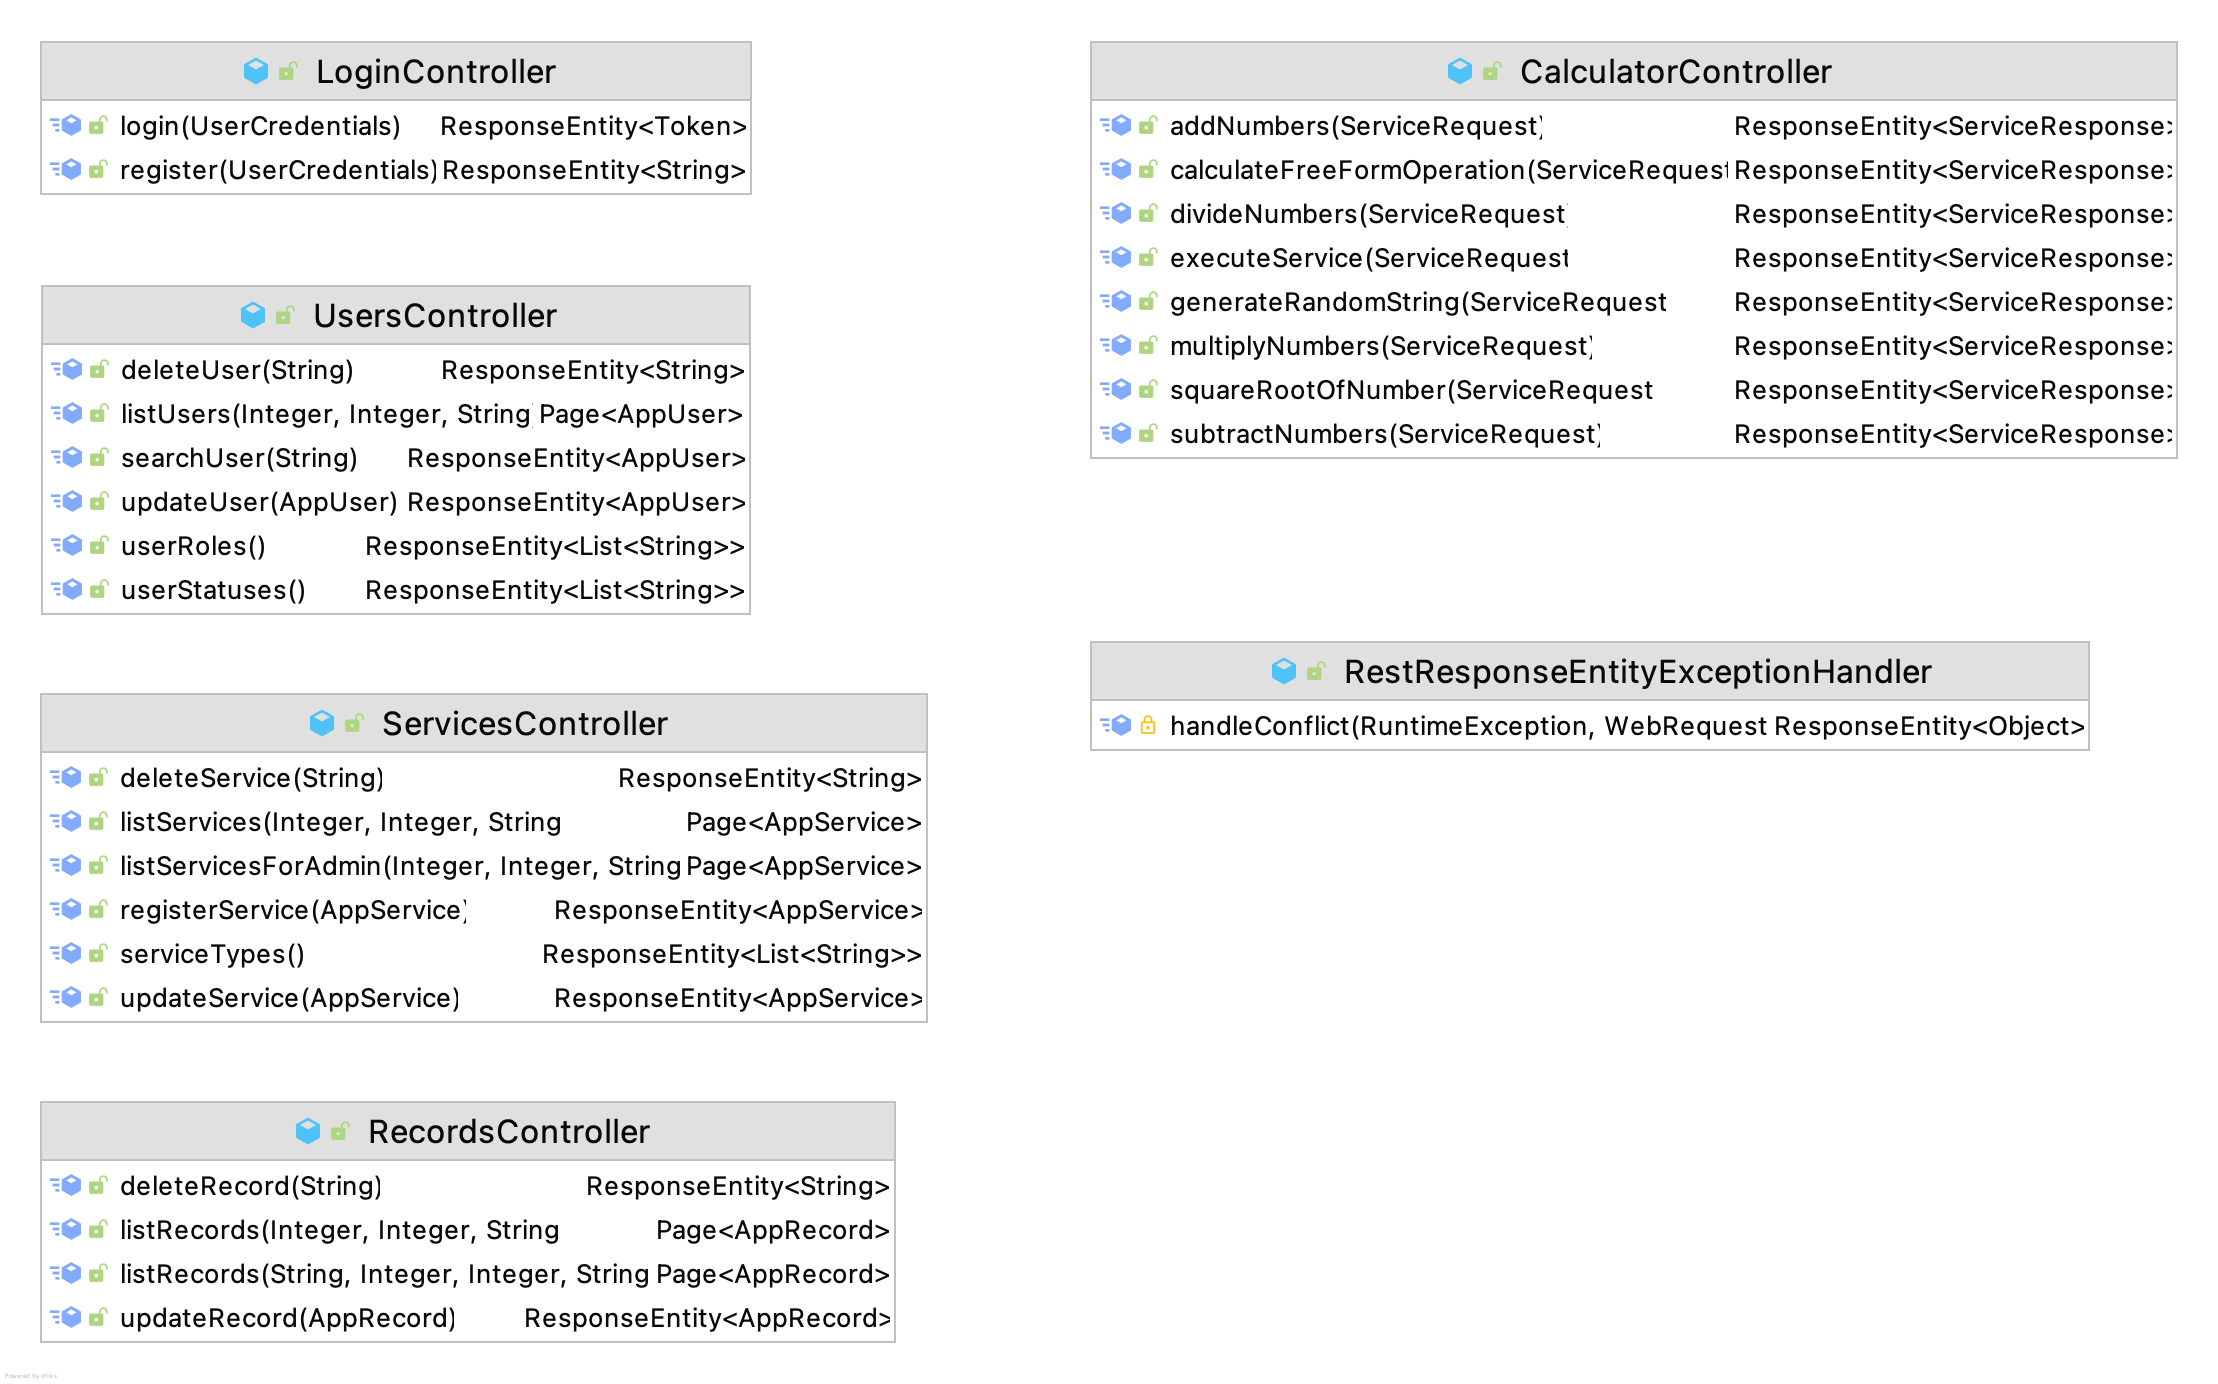 LoginController
login(UserCredentials) ResponseEntity<Token>
register(UserCredentials) ResponseEntity<String>
UsersController
deleteUser(String) ResponseEntity<String>
listUsers(Integer, Integer, String Page<AppUser>
searchUser(String) ResponseEntity<AppUser>
updateUser(AppUser) ResponseEntity<AppUser>
userRoles() ResponseEntity<List<String>>
userStatuses() ResponseEntity<List<String>>
ServicesController
deleteService(String) ResponseEntity<String>
listServices(Integer, Integer, String Page<AppService>
listServicesForAdmin(Integer, Integer, String Page<AppService>
registerService(AppService) ResponseEntity<AppService>
serviceTypes() ResponseEntity<List<String>>
updateService(AppService) ResponseEntity<AppService>
RecordsController
deleteRecord(String) ResponseEntity<String>
listRecords(Integer, Integer, String Page<AppRecord>
listRecords(String, Integer, Integer, String Page<AppRecord>
updateRecord(AppRecord) ResponseEntity<AppRecord>
CalculatorController
addNumbers(ServiceRequest) ResponseEntity<ServiceResponse>
calculateFreeFormOperation(ServiceRequest ResponseEntity<ServiceResponse>
divideNumbers(ServiceRequest) ResponseEntity<ServiceResponse>
executeService(ServiceRequest ResponseEntity<ServiceResponse>
generateRandomString(ServiceRequest ResponseEntity<ServiceResponse>
multiplyNumbers(ServiceRequest) ResponseEntity<ServiceResponse>
squareRootOfNumber(ServiceRequest ResponseEntity<ServiceResponse>
subtractNumbers(ServiceRequest) ResponseEntity<ServiceResponse>
RestResponseEntityExceptionHandler
handleConflict(RuntimeException, WebRequest ResponseEntity<Object>
Powered by yFiles